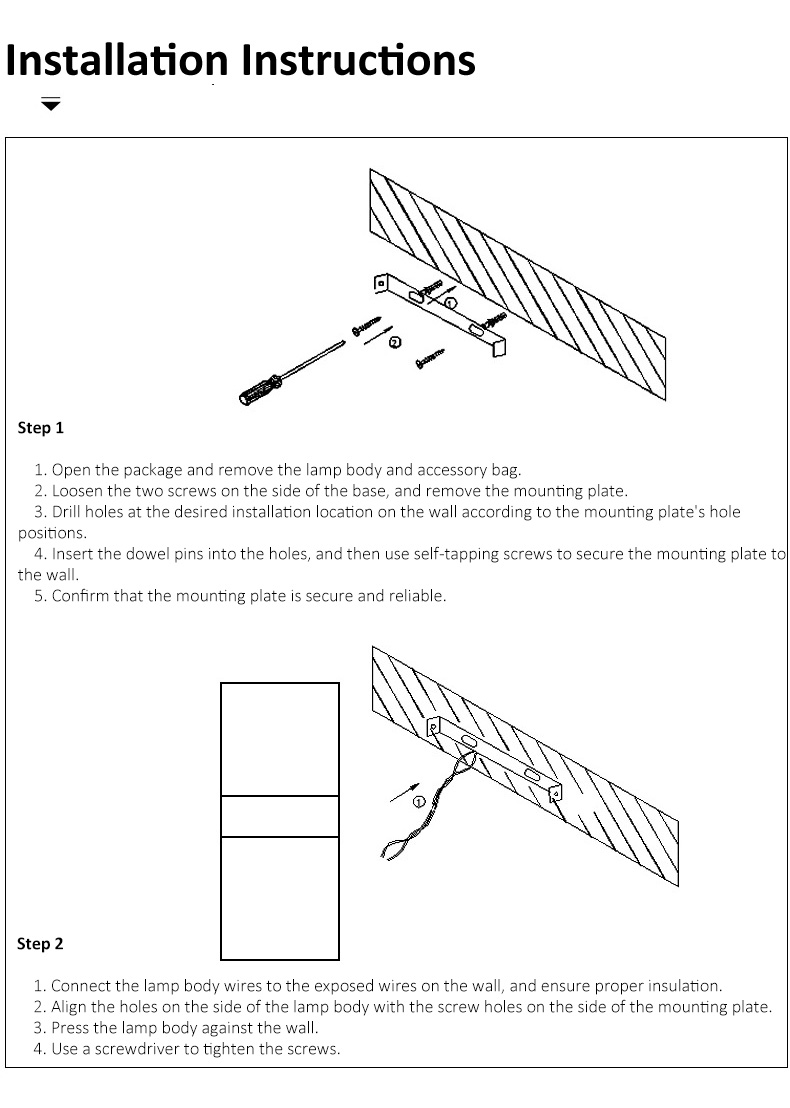 Installation Instructions
1
2
Step 1
1. Open the package and remove the lamp body and accessory bag.
2. Loosen the two screws on the side of the base, and remove the mounting plate.
3. Drill holes at the desired installation location on the wall according to the mounting plate's hole
positions.
4. Insert the dowel pins into the holes, and then use self-tapping screws to secure the mounting plate to
the wall.
5. Confirm that the mounting plate is secure and reliable.
1
Step 2
1. Connect the lamp body wires to the exposed wires on the wall, and ensure proper insulation.
2. Align the holes on the side of the lamp body with the screw holes on the side of the mounting plate.
3. Press the lamp body against the wall.
4. Use a screwdriver to tighten the screws.